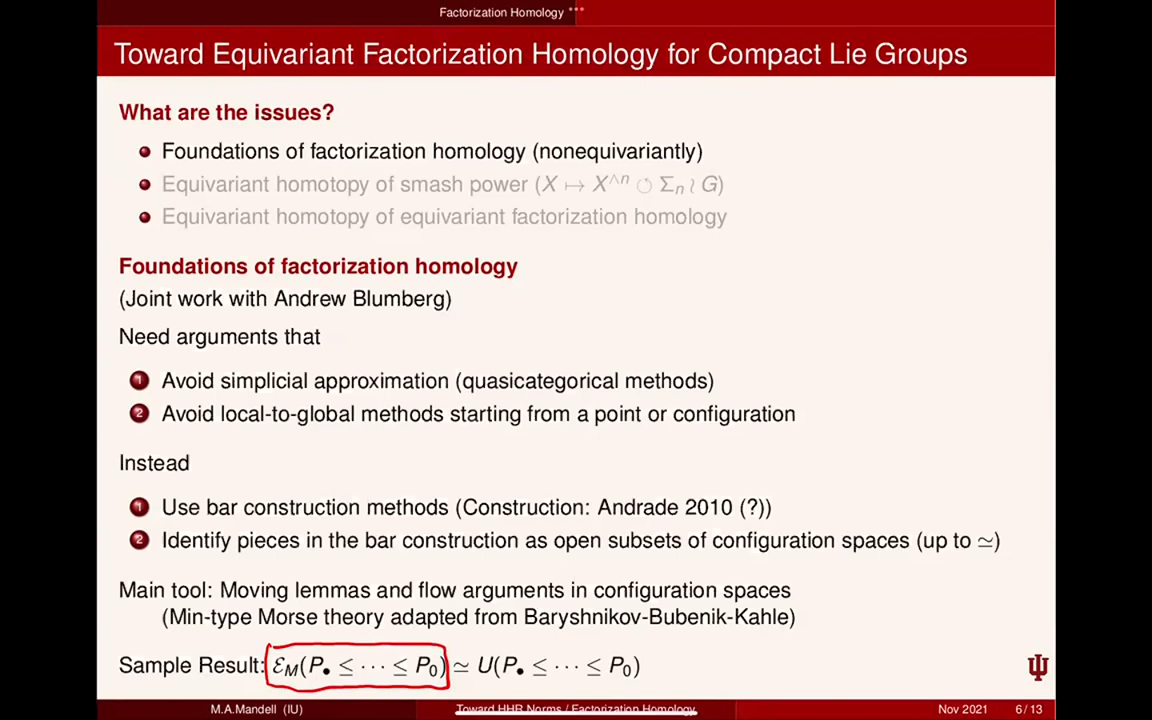 Factorization Homology
Toward Equivariant Factorization Homology for Compact Lie Groups
What are the issues?
Foundations of factorization homology (nonequivariantly)
Equivariant homotopy of smash power (X ↦ X^∧n ↺ Σ_n ≀ G)
Equivariant homotopy of equivariant factorization homology
Foundations of factorization homology
(Joint work with Andrew Blumberg)
Need arguments that
1 Avoid simplicial approximation (quasicategorical methods)
2 Avoid local-to-global methods starting from a point or configuration
Instead
1 Use bar construction methods (Construction: Andrade 2010 (?))
2 Identify pieces in the bar construction as open subsets of configuration spaces (up to ≃)
Main tool: Moving lemmas and flow arguments in configuration spaces
(Min-type Morse theory adapted from Baryshnikov-Bubenik-Kahle)
Sample Result: ℰ_M(P_• ≤ ⋯ ≤ P_0) ≃ U(P_• ≤ ⋯ ≤ P_0)
M.A.Mandell (IU) Toward HHR Norms / Factorization Homology Nov 2021 6/13